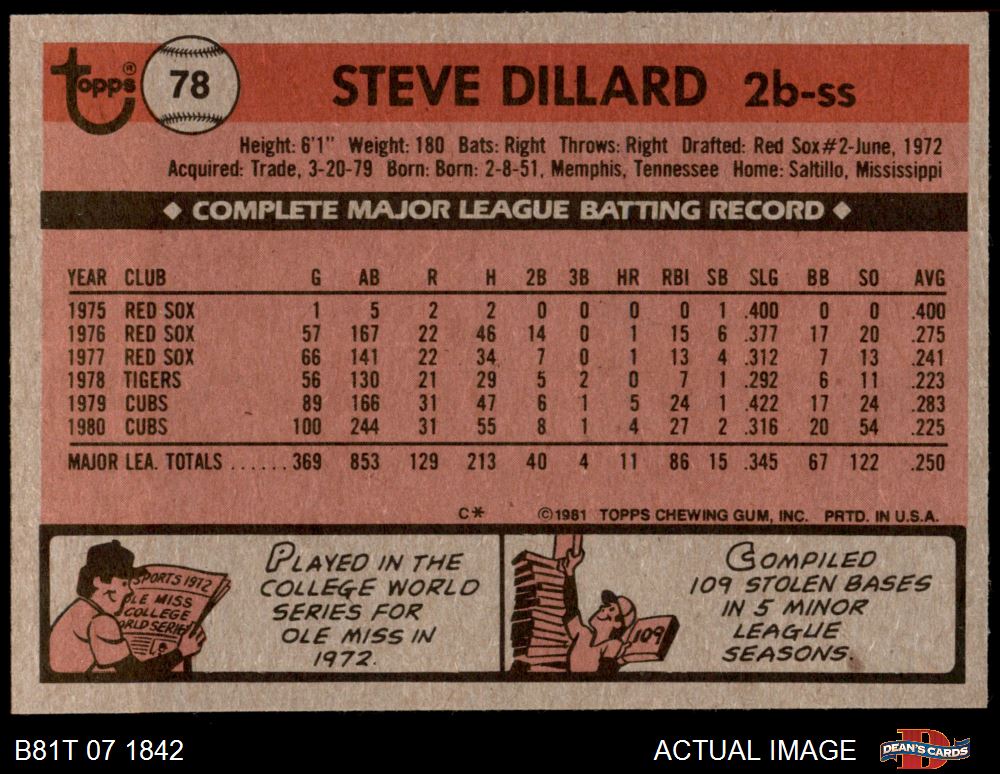 topps® 78 STEVE DILLARD 2b-ss
Height: 6'1" Weight: 180 Bats: Right Throws: Right Drafted: Red Sox#2-June, 1972
Acquired: Trade, 3-20-79 Born: Born: 2-8-51, Memphis, Tennessee Home: Saltillo, Mississippi
◆ COMPLETE MAJOR LEAGUE BATTING RECORD ◆
YEAR CLUB G AB R H 2B 3B HR RBI SB SLG BB SO AVG
1975 RED SOX 1 5 2 2 0 0 0 0 1 .400 0 0 .400
1976 RED SOX 57 167 22 46 14 0 1 15 6 .377 17 20 .275
1977 RED SOX 66 141 22 34 7 0 1 13 4 .312 7 13 .241
1978 TIGERS 56 130 21 29 5 2 0 7 1 .292 6 11 .223
1979 CUBS 89 166 31 47 6 1 5 24 1 .422 17 24 .283
1980 CUBS 100 244 31 55 8 1 4 27 2 .316 20 54 .225
MAJOR LEA. TOTALS ......369 853 129 213 40 4 11 86 15 .345 67 122 .250
C* ©1981 TOPPS CHEWING GUM, INC. PRTD. IN U.S.A.
SPORTS 1972
OLE MISS
COLLEGE
WORLD SERIES
PLAYED IN THE
COLLEGE WORLD
SERIES FOR
OLE MISS IN
1972.
109
COMPILED
109 STOLEN BASES
IN 5 MINOR
LEAGUE
SEASONS.
B81T 07 1842 ACTUAL IMAGE DEAN'S CARDS